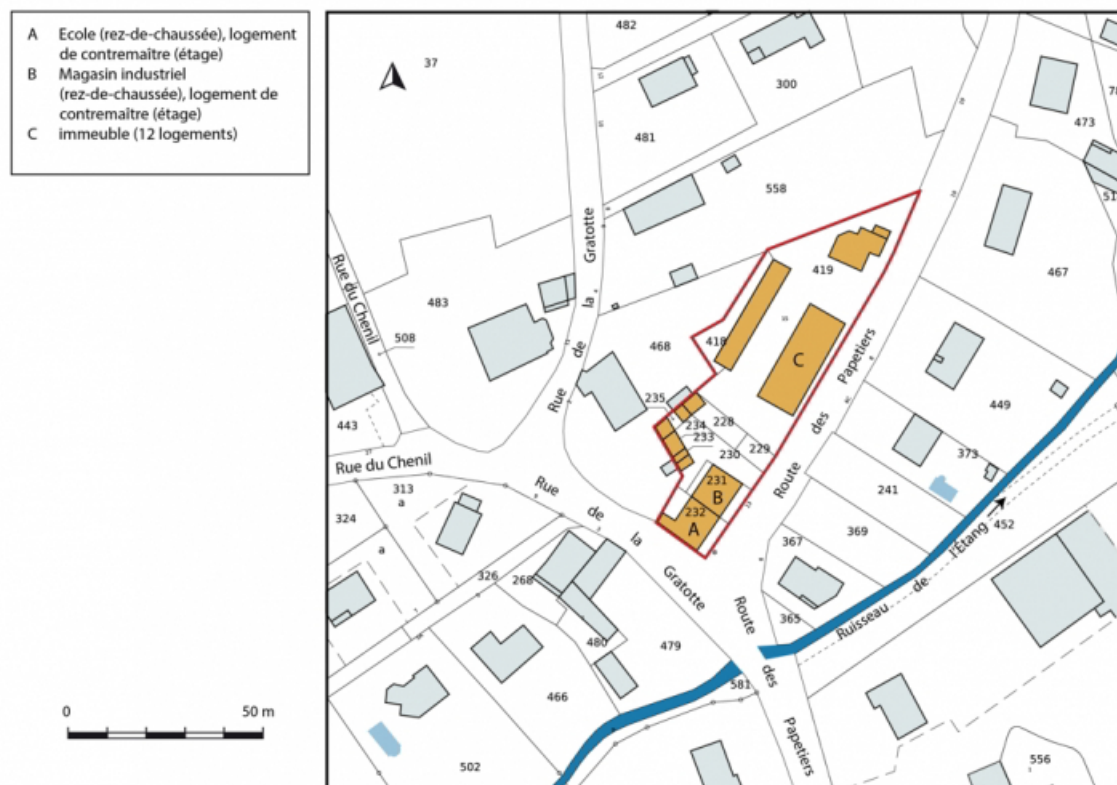 A Ecole (rez-de-chaussée), logement
de contremaître (étage)
B Magasin industriel
(rez-de-chaussée), logement de
contremaître (étage)
C immeuble (12 logements)
0 50 m
37
482
300
481
473
558
467
419
483
508
Rue du Chenil
Rue de la Gratotte
468
418
C
Route des Papetiers
449
443
235
234
228
233
230
229
373
241
Rue du Chenil
313
a
324
a
231
B
232
A
Rue de la Gratotte
369
367
365
452
Ruisseau de l'Étang
326
268
480
479
466
581
Route des Papetiers
502
556